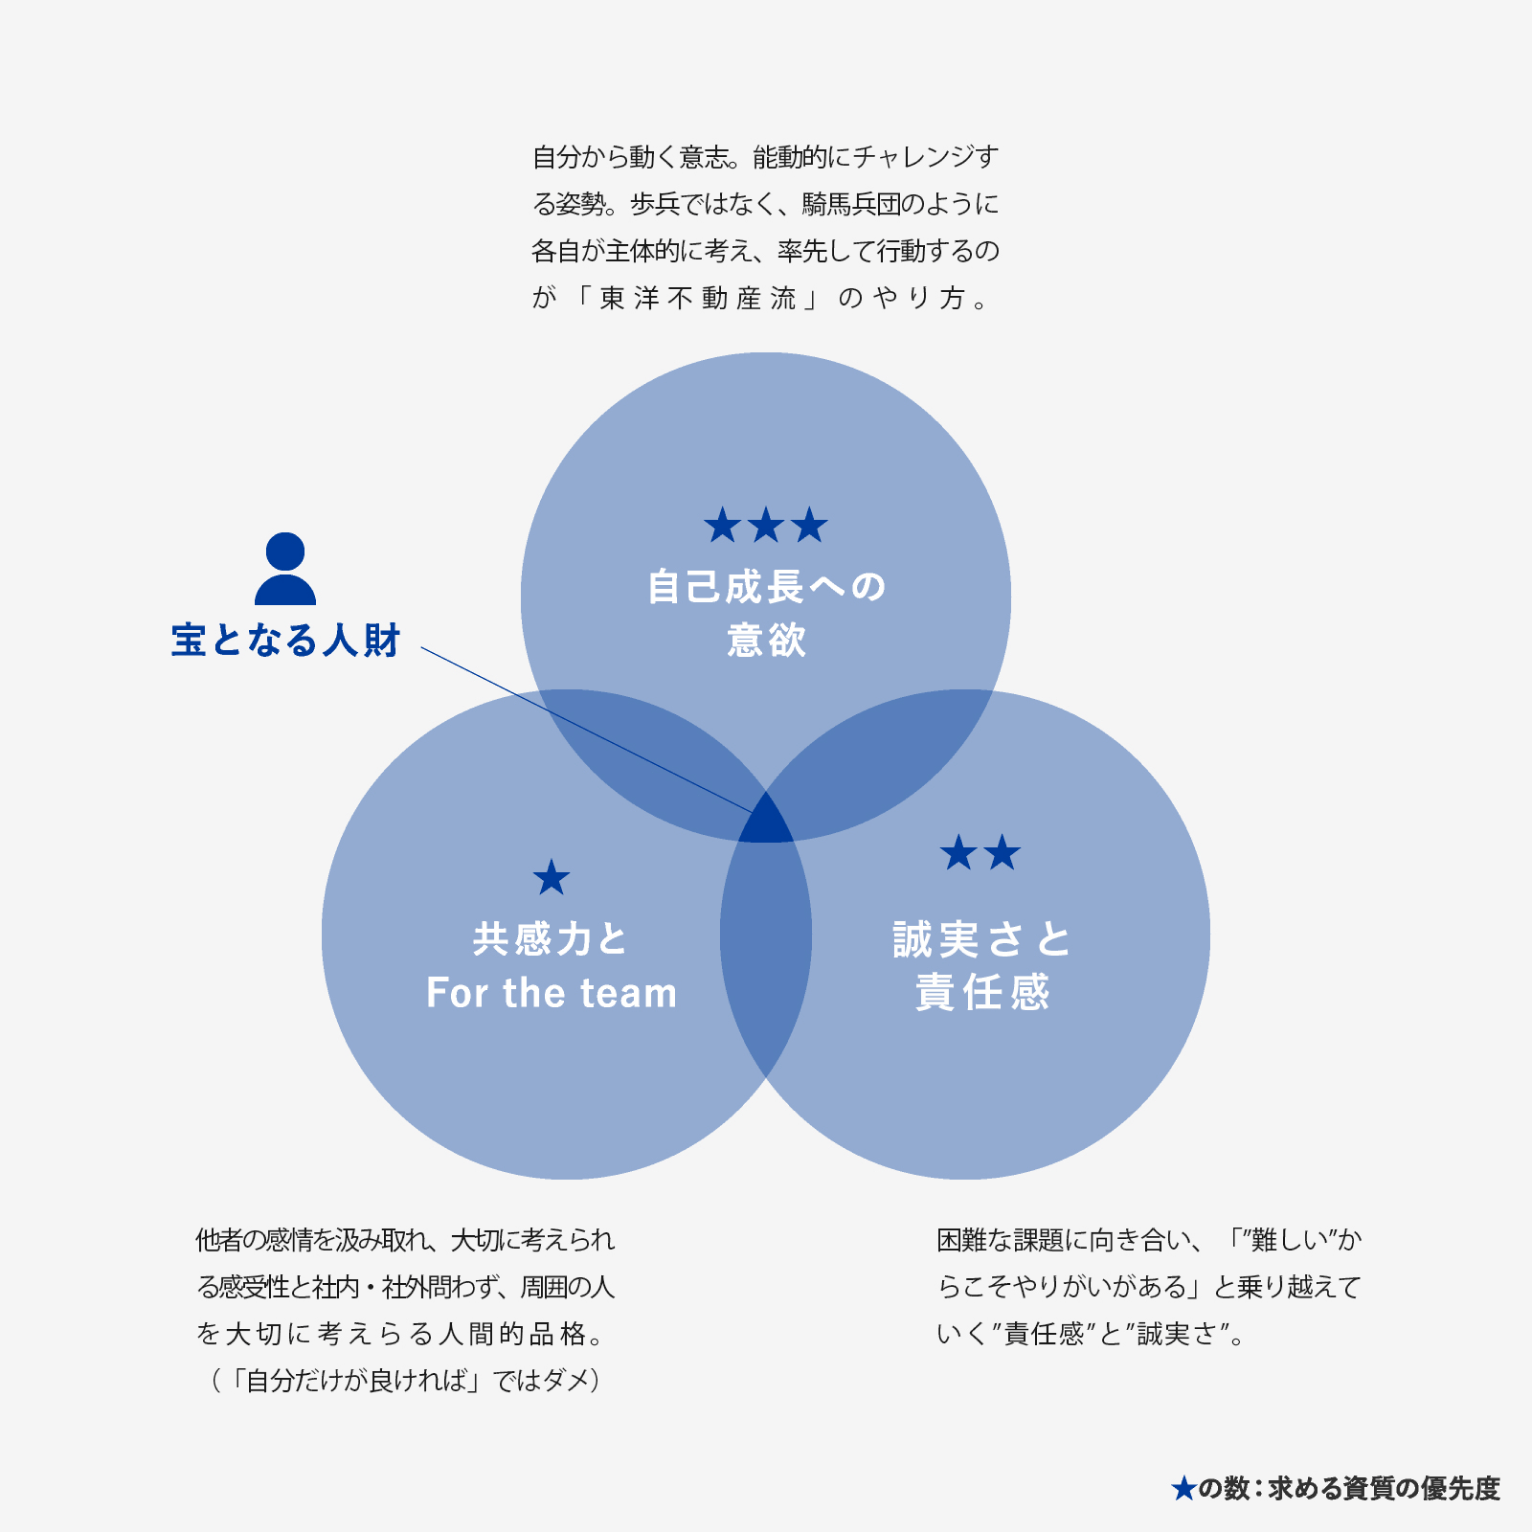 自分から動く意志。能動的にチャレンジす
る姿勢。歩兵ではなく、騎馬兵団のように
各自が主体的に考え、率先して行動するの
が「東洋不動産流」のやり方。
★★★
自己成長への
意欲
宝となる人財
★
共感力と
For the team
★★
誠実さと
責任感
他者の感情を汲み取れ、大切に考えられ
る感受性と社内・社外問わず、周囲の人
を大切に考えらる人間的品格。
（「自分だけが良ければ」ではダメ）
困難な課題に向き合い、「”難しい”か
らこそやりがいがある」と乗り越えて
いく”責任感”と”誠実さ”。
★の数：求める資質の優先度